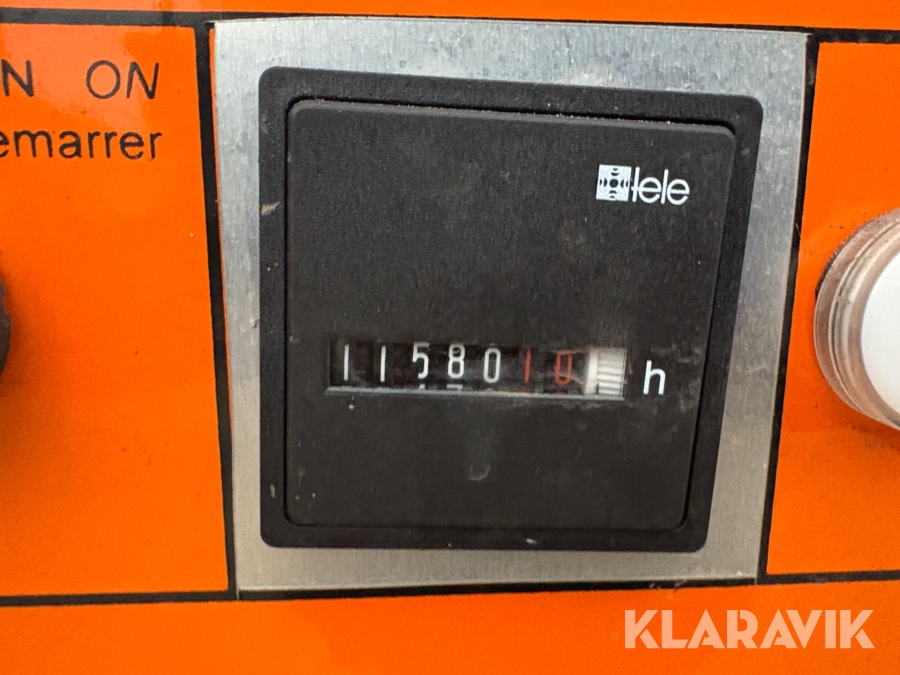 N ON
emarrer
tele
1158010 h
KLARAVIK